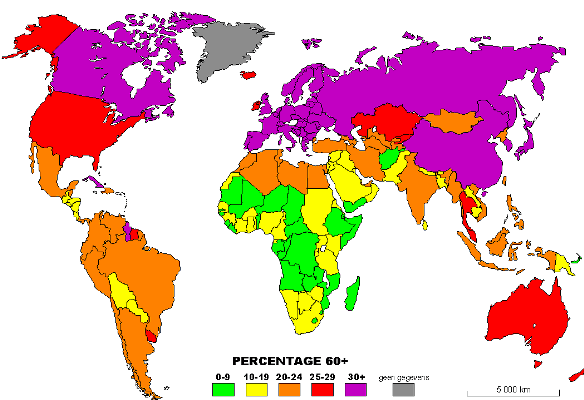 PERCENTAGE 60+
0-9 10-19 20-24 25-29 30+ geen gegevens
5 000 km